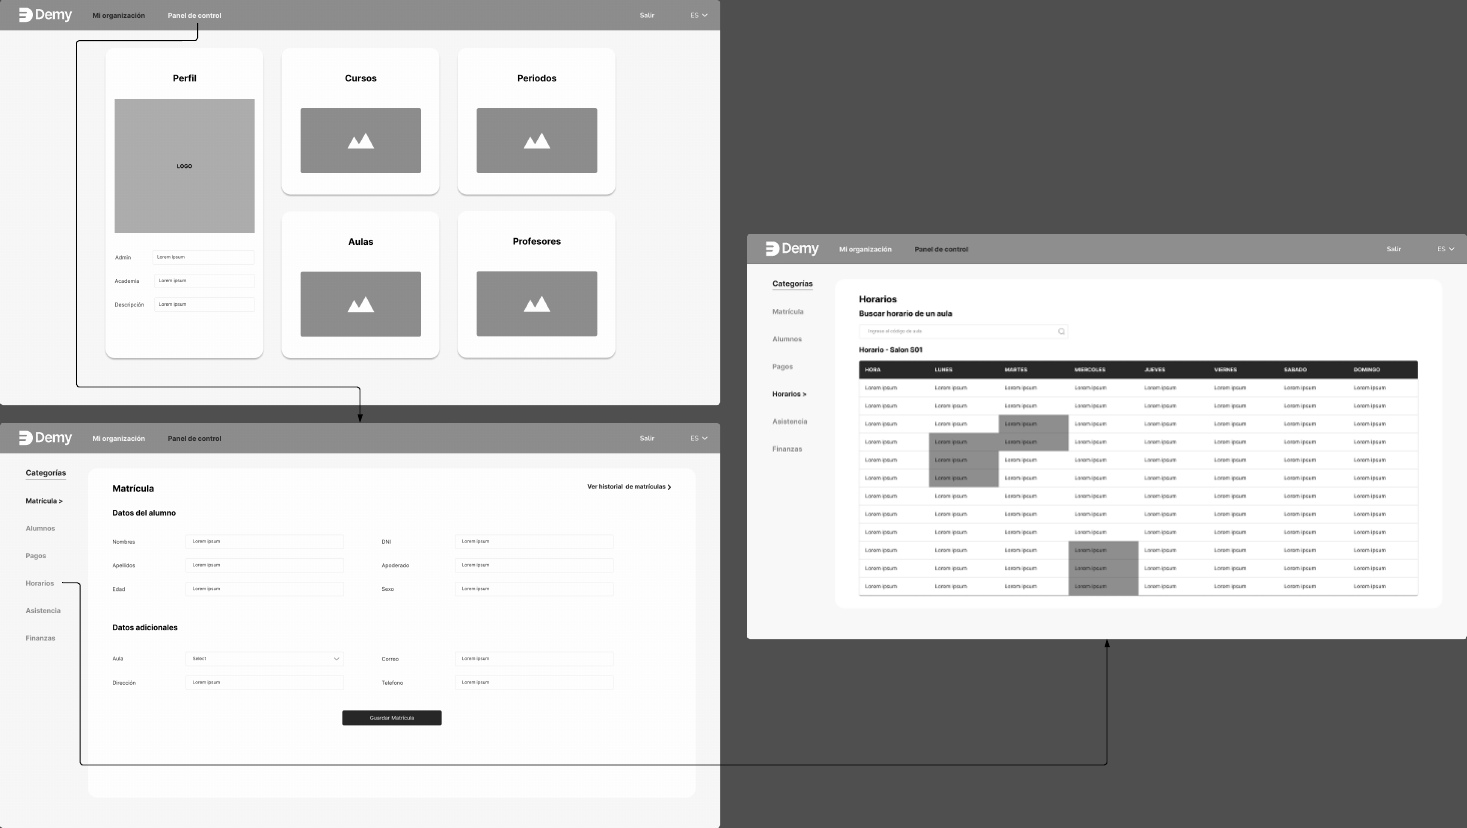 Demy Mi organización Panel de control Salir ES
Perfil
LOGO
Admin Lorem ipsum
Academia Lorem ipsum
Descripción Lorem ipsum
Cursos
Periodos
Aulas
Profesores
Demy Mi organización Panel de control Salir ES
Categorías
Matrícula >
Alumnos
Pagos
Horarios
Asistencia
Finanzas
Matrícula
Ver historial de matrículas
Datos del alumno
Nombres Lorem ipsum DNI Lorem ipsum
Apellidos Lorem ipsum Apoderado Lorem ipsum
Edad Lorem ipsum Sexo Lorem ipsum
Datos adicionales
Aula Select Correo Lorem ipsum
Dirección Lorem ipsum Telefono Lorem ipsum
Guardar Matrícula
Demy Mi organización Panel de control Salir ES
Categorías
Matrícula
Alumnos
Pagos
Horarios >
Asistencia
Finanzas
Horarios
Buscar horario de un aula
Ingrese el código de aula
Horario - Salon S01
HORA LUNES MARTES MIERCOLES JUEVES VIERNES SABADO DOMINGO
Lorem ipsum Lorem ipsum Lorem ipsum Lorem ipsum Lorem ipsum Lorem ipsum Lorem ipsum Lorem ipsum
Lorem ipsum Lorem ipsum Lorem ipsum Lorem ipsum Lorem ipsum Lorem ipsum Lorem ipsum Lorem ipsum
Lorem ipsum Lorem ipsum Lorem ipsum Lorem ipsum Lorem ipsum Lorem ipsum Lorem ipsum Lorem ipsum
Lorem ipsum Lorem ipsum Lorem ipsum Lorem ipsum Lorem ipsum Lorem ipsum Lorem ipsum Lorem ipsum
Lorem ipsum Lorem ipsum Lorem ipsum Lorem ipsum Lorem ipsum Lorem ipsum Lorem ipsum Lorem ipsum
Lorem ipsum Lorem ipsum Lorem ipsum Lorem ipsum Lorem ipsum Lorem ipsum Lorem ipsum Lorem ipsum
Lorem ipsum Lorem ipsum Lorem ipsum Lorem ipsum Lorem ipsum Lorem ipsum Lorem ipsum Lorem ipsum
Lorem ipsum Lorem ipsum Lorem ipsum Lorem ipsum Lorem ipsum Lorem ipsum Lorem ipsum Lorem ipsum
Lorem ipsum Lorem ipsum Lorem ipsum Lorem ipsum Lorem ipsum Lorem ipsum Lorem ipsum Lorem ipsum
Lorem ipsum Lorem ipsum Lorem ipsum Lorem ipsum Lorem ipsum Lorem ipsum Lorem ipsum Lorem ipsum
Lorem ipsum Lorem ipsum Lorem ipsum Lorem ipsum Lorem ipsum Lorem ipsum Lorem ipsum Lorem ipsum
Lorem ipsum Lorem ipsum Lorem ipsum Lorem ipsum Lorem ipsum Lorem ipsum Lorem ipsum Lorem ipsum